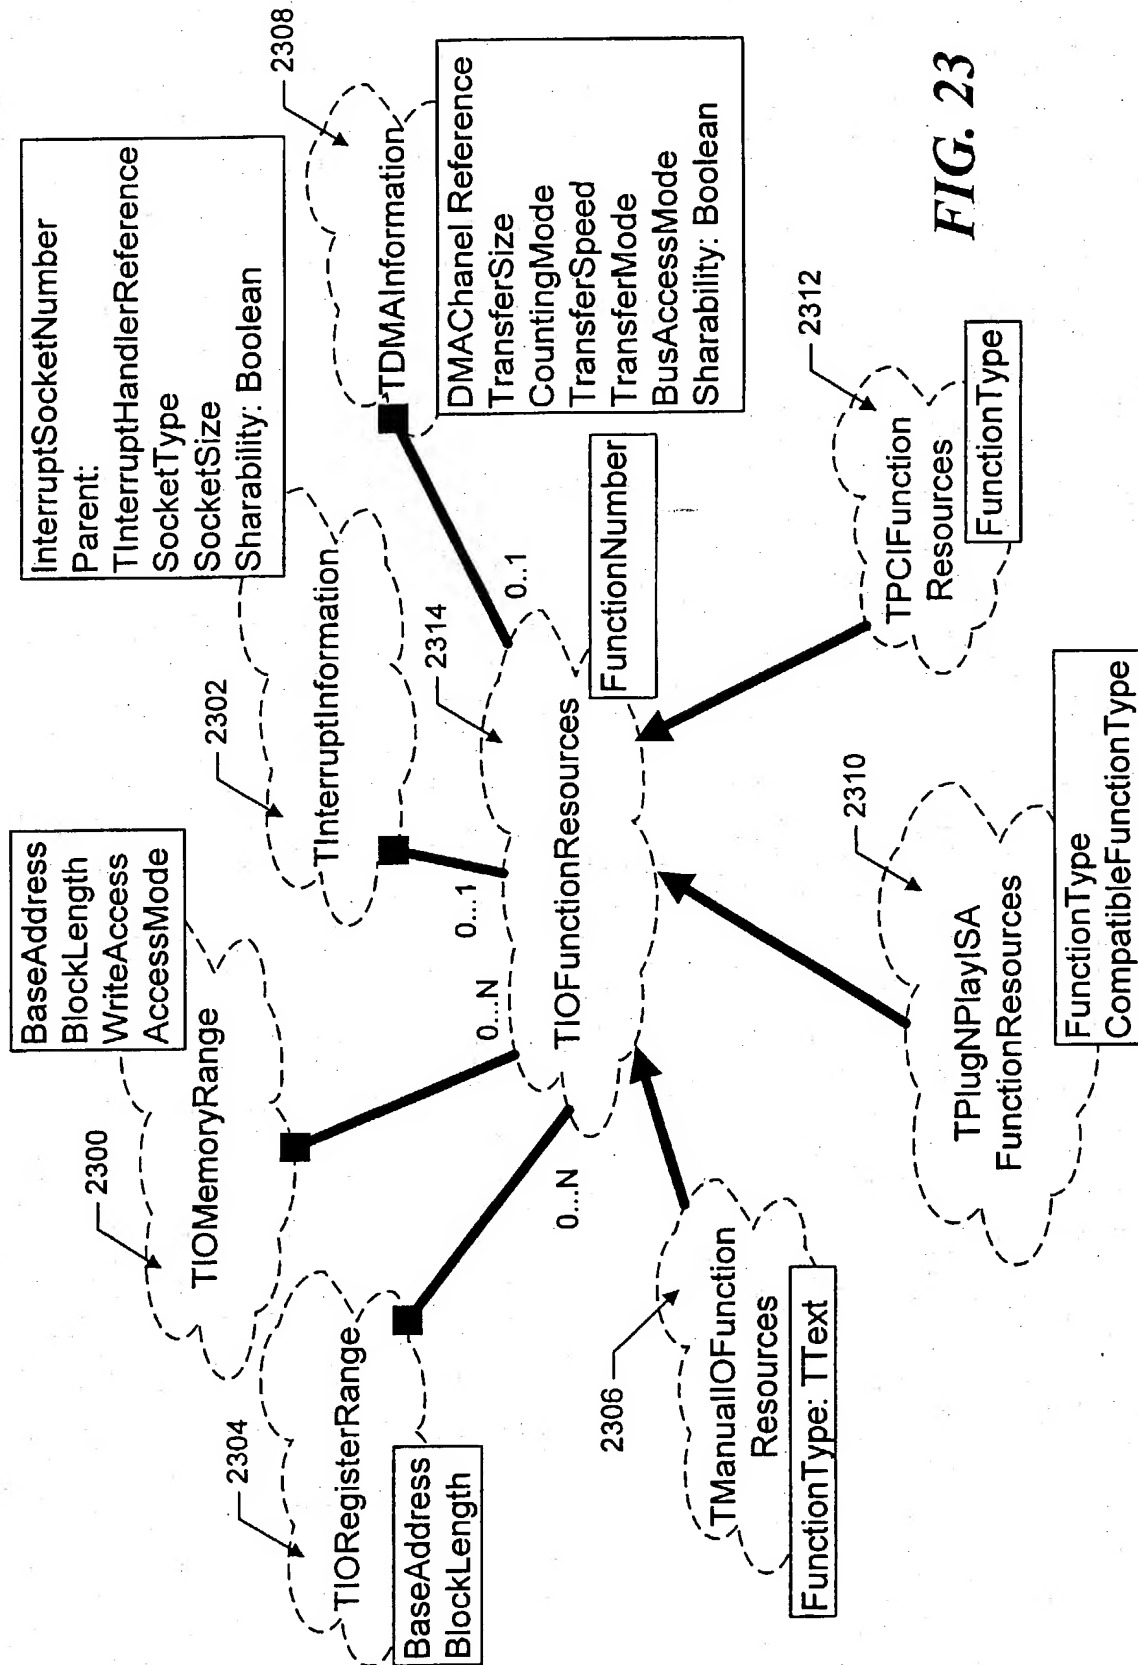 2304
TIORegisterRange
BaseAddress
BlockLength
2300
TIOMemoryRange
BaseAddress
BlockLength
WriteAccess
AccessMode
2302
TInterruptInformation
InterruptSocketNumber
Parent:
TInterruptHandlerReference
SocketType
SocketSize
Sharability: Boolean
2308
TDMAInformation
DMAChanel Reference
TransferSize
CountingMode
TransferSpeed
TransferMode
BusAccessMode
Sharability: Boolean
0...N
0...N
0...1
0..1
2314
TIOFunctionResources
FunctionNumber
2306
TManualIOFunction
Resources
FunctionType: TText
2310
TPlugNPlayISA
FunctionResources
FunctionType
CompatibleFunctionType
2312
TPCIFunction
Resources
FunctionType
FIG. 23